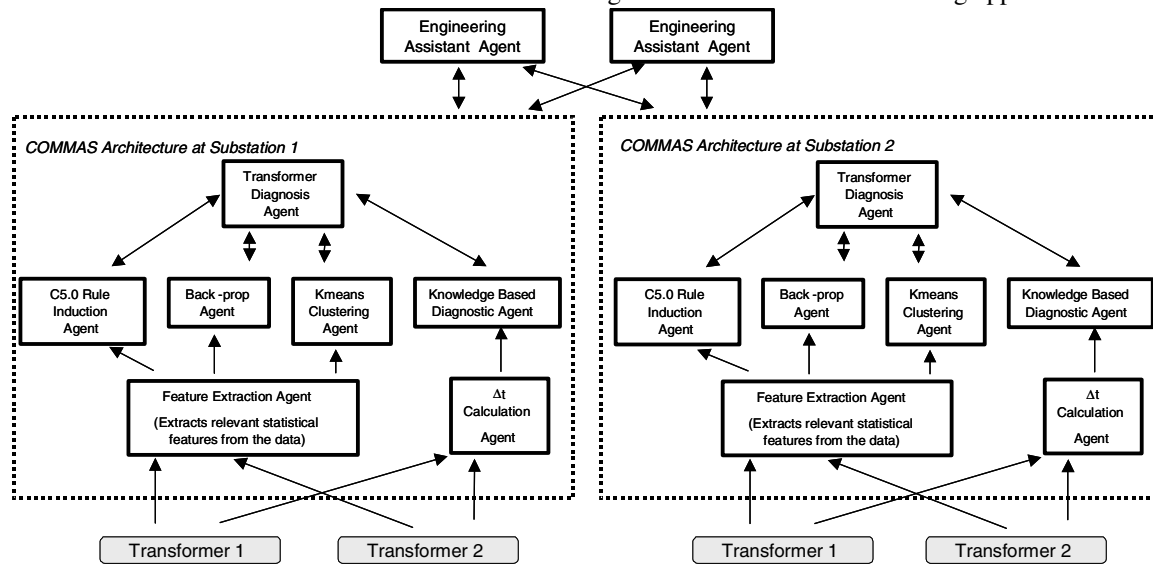 Engineering
Assistant Agent
Engineering
Assistant Agent
COMMAS Architecture at Substation 1
Transformer
Diagnosis
Agent
C5.0 Rule
Induction
Agent
Back -prop
Agent
Kmeans
Clustering
Agent
Knowledge Based
Diagnostic Agent
Feature Extraction Agent
(Extracts relevant statistical
features from the data)
Δt
Calculation
Agent
Transformer 1
Transformer 2
COMMAS Architecture at Substation 2
Transformer
Diagnosis
Agent
C5.0 Rule
Induction
Agent
Back -prop
Agent
Kmeans
Clustering
Agent
Knowledge Based
Diagnostic Agent
Feature Extraction Agent
(Extracts relevant statistical
features from the data)
Δt
Calculation
Agent
Transformer 1
Transformer 2